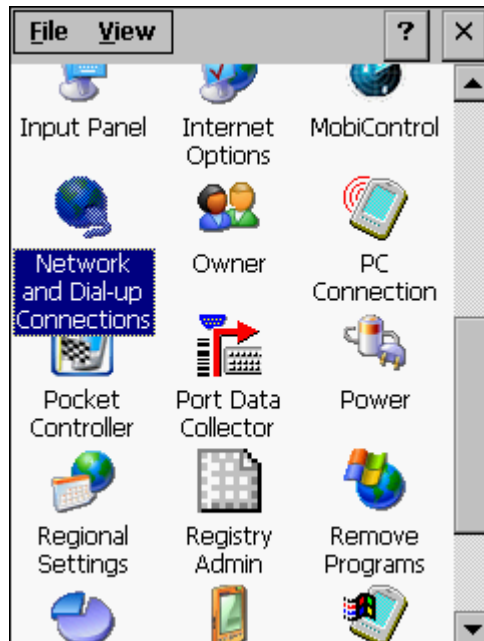 File View ? ×
Input Panel
Internet
Options
MobiControl
Network
and Dial-up
Connections
Owner
PC
Connection
Pocket
Controller
Port Data
Collector
Power
Regional
Settings
Registry
Admin
Remove
Programs